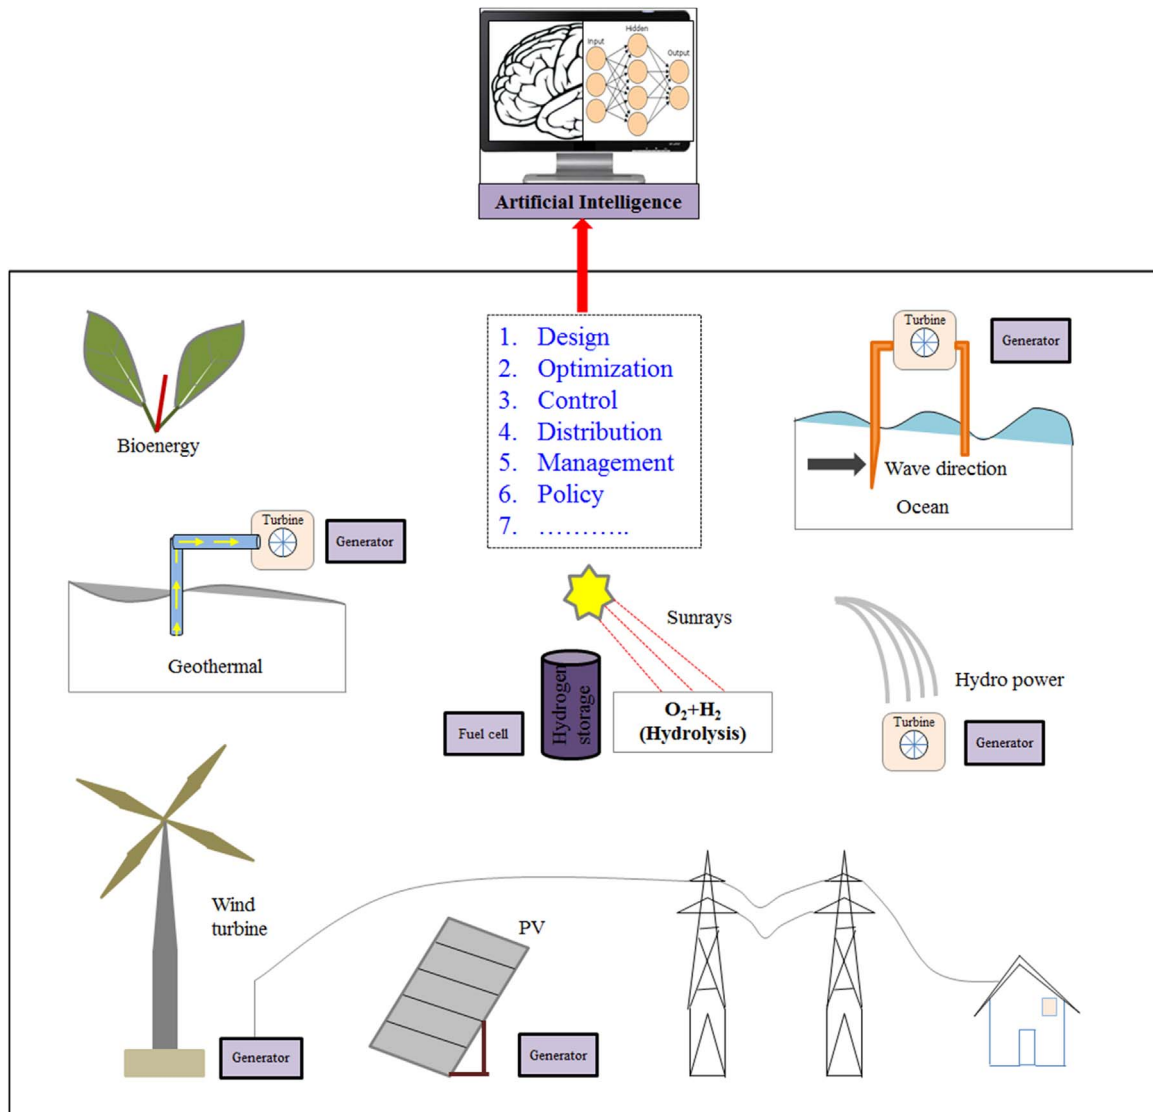 Input
Hidden
Output
Artificial Intelligence
1. Design
2. Optimization
3. Control
4. Distribution
5. Management
6. Policy
7. ………..
Bioenergy
Turbine
Generator
Wave direction
Ocean
Turbine
Generator
Geothermal
Sunrays
Hydrogen
storage
Fuel cell
O₂+H₂
(Hydrolysis)
Hydro power
Turbine
Generator
Wind
turbine
Generator
PV
Generator